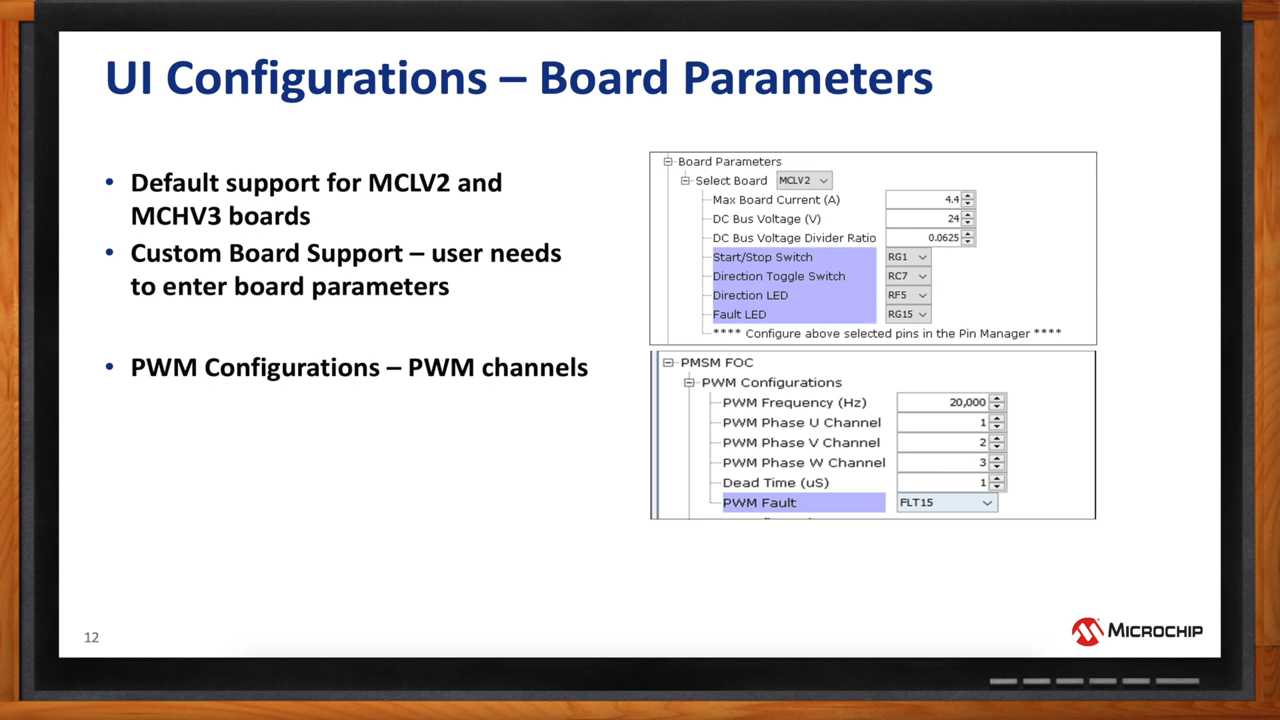 UI Configurations – Board Parameters
• Default support for MCLV2 and
MCHV3 boards
• Custom Board Support – user needs
to enter board parameters
• PWM Configurations – PWM channels
Board Parameters
Select Board MCLV2
Max Board Current (A) 4.4
DC Bus Voltage (V) 24
DC Bus Voltage Divider Ratio 0.0625
Start/Stop Switch RG1
Direction Toggle Switch RC7
Direction LED RF5
Fault LED RG15
**** Configure above selected pins in the Pin Manager ****
PMSM FOC
PWM Configurations
PWM Frequency (Hz) 20,000
PWM Phase U Channel 1
PWM Phase V Channel 2
PWM Phase W Channel 3
Dead Time (uS) 1
PWM Fault FLT15
12
MICROCHIP